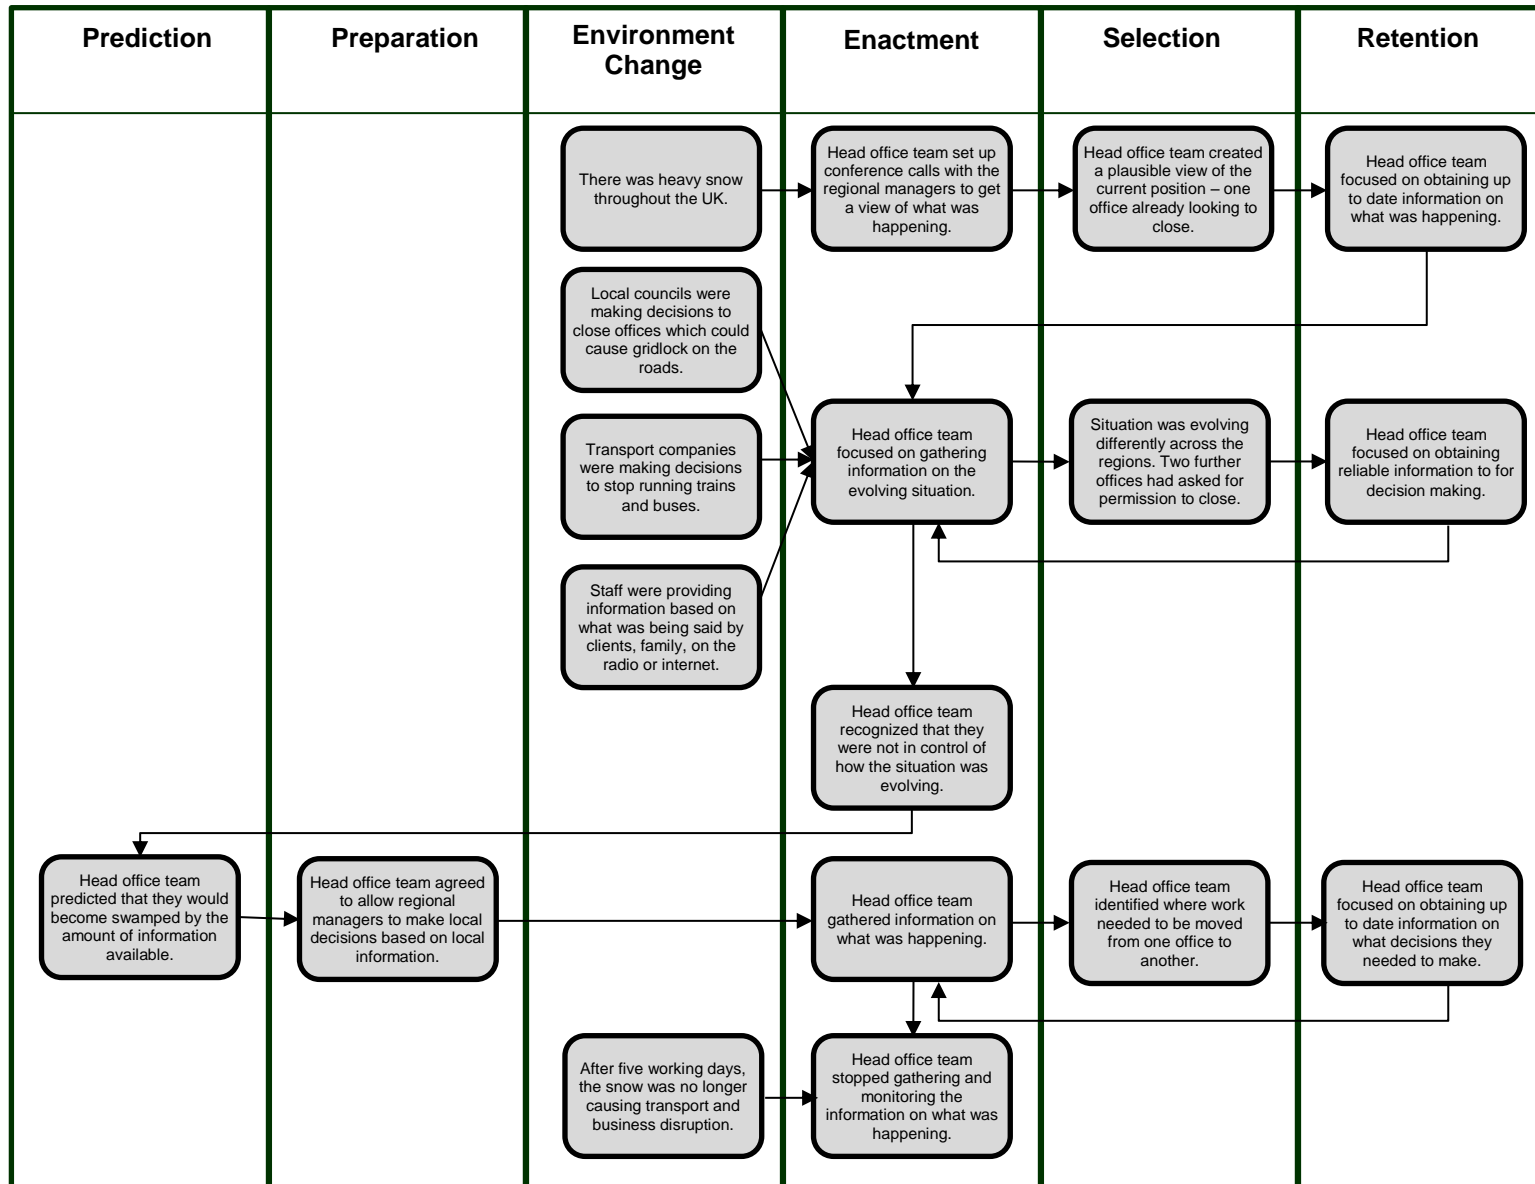 Prediction
Preparation
Environment
Change
Enactment
Selection
Retention
There was heavy snow
throughout the UK.
Head office team set up
conference calls with the
regional managers to get
a view of what was
happening.
Head office team created
a plausible view of the
current position – one
office already looking to
close.
Head office team
focused on obtaining up
to date information on
what was happening.
Local councils were
making decisions to
close offices which could
cause gridlock on the
roads.
Transport companies
were making decisions
to stop running trains
and buses.
Staff were providing
information based on
what was being said by
clients, family, on the
radio or internet.
Head office team
focused on gathering
information on the
evolving situation.
Situation was evolving
differently across the
regions. Two further
offices had asked for
permission to close.
Head office team
focused on obtaining
reliable information to for
decision making.
Head office team
recognized that they
were not in control of
how the situation was
evolving.
Head office team
predicted that they would
become swamped by the
amount of information
available.
Head office team agreed
to allow regional
managers to make local
decisions based on local
information.
Head office team
gathered information on
what was happening.
Head office team
identified where work
needed to be moved
from one office to
another.
Head office team
focused on obtaining up
to date information on
what decisions they
needed to make.
After five working days,
the snow was no longer
causing transport and
business disruption.
Head office team
stopped gathering and
monitoring the
information on what was
happening.